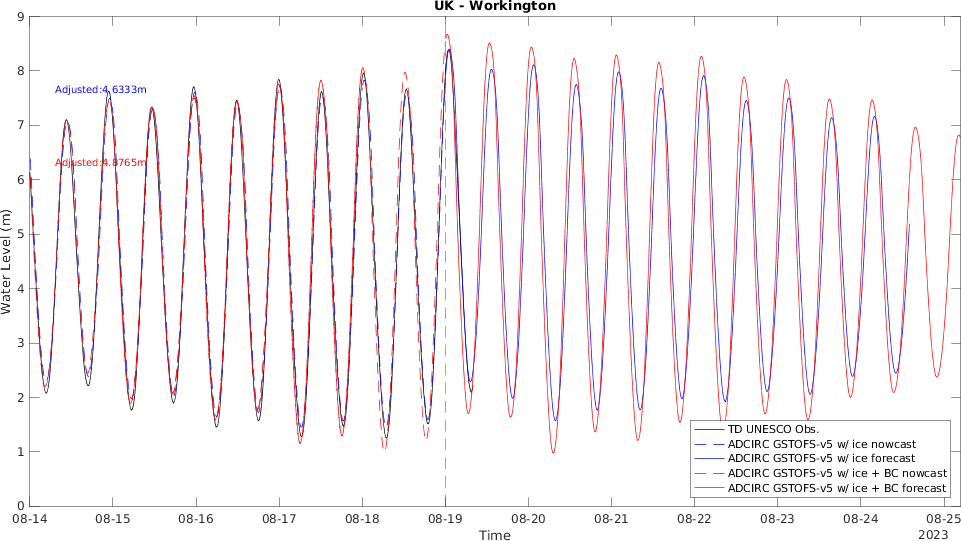 UK - Workington
9
8
7
6
5
4
3
2
1
0
Water Level (m)
Adjusted:4.6333m
Adjusted:4.8765m
TD UNESCO Obs.
ADCIRC GSTOFS-v5 w/ ice nowcast
ADCIRC GSTOFS-v5 w/ ice forecast
ADCIRC GSTOFS-v5 w/ ice + BC nowcast
ADCIRC GSTOFS-v5 w/ ice + BC forecast
08-14 08-15 08-16 08-17 08-18 08-19 08-20 08-21 08-22 08-23 08-24 08-25
Time
2023